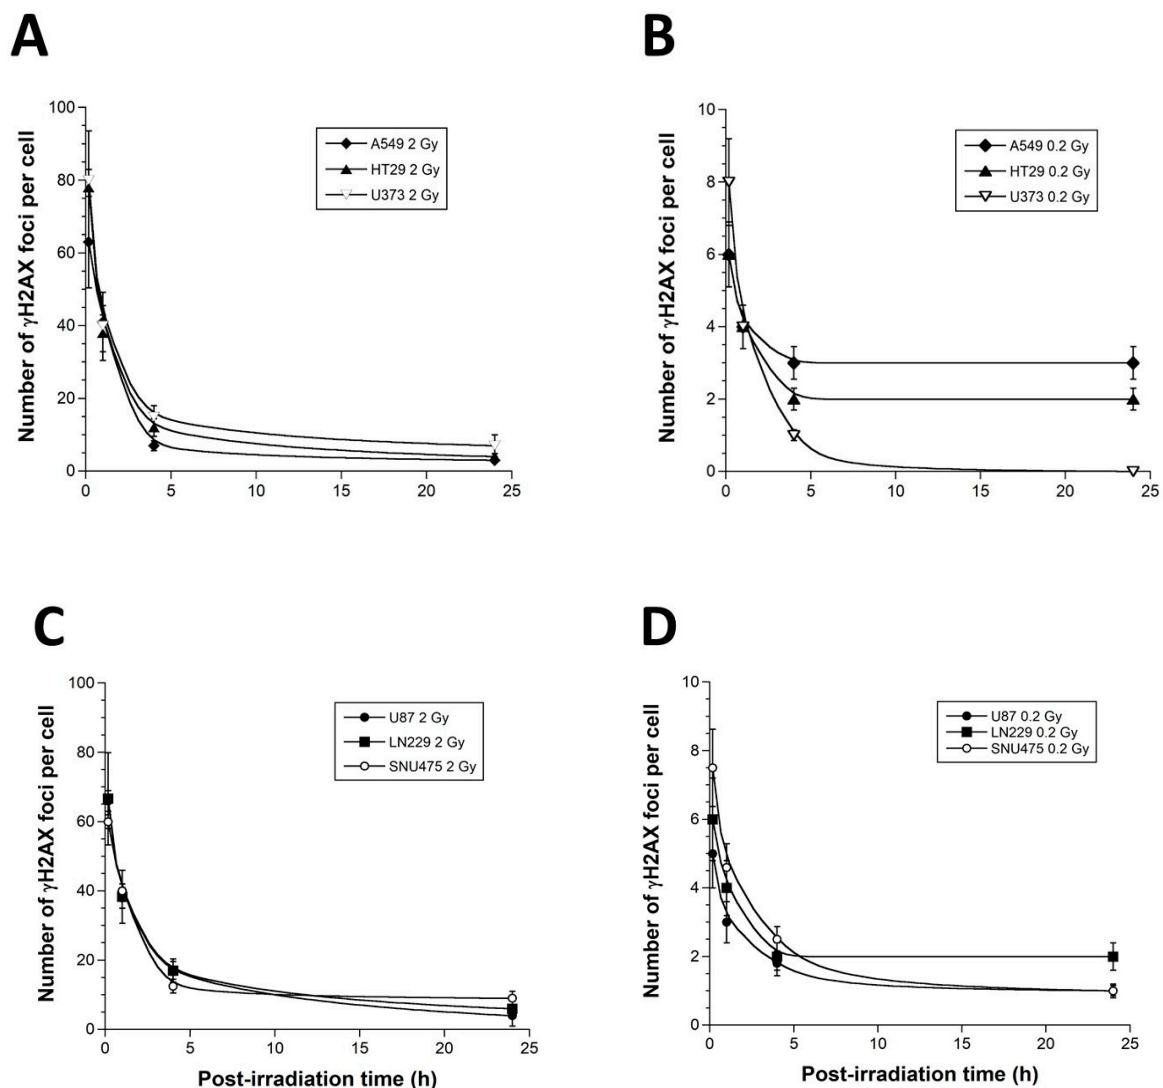 A
Number of γH2AX foci per cell
100
80
60
40
20
0
0 5 10 15 20 25
A549 2 Gy
HT29 2 Gy
U373 2 Gy
B
Number of γH2AX foci per cell
10
8
6
4
2
0
0 5 10 15 20 25
A549 0.2 Gy
HT29 0.2 Gy
U373 0.2 Gy
C
Number of γH2AX foci per cell
100
80
60
40
20
0
0 5 10 15 20 25
Post-irradiation time (h)
U87 2 Gy
LN229 2 Gy
SNU475 2 Gy
D
Number of γH2AX foci per cell
10
8
6
4
2
0
0 5 10 15 20 25
Post-irradiation time (h)
U87 0.2 Gy
LN229 0.2 Gy
SNU475 0.2 Gy